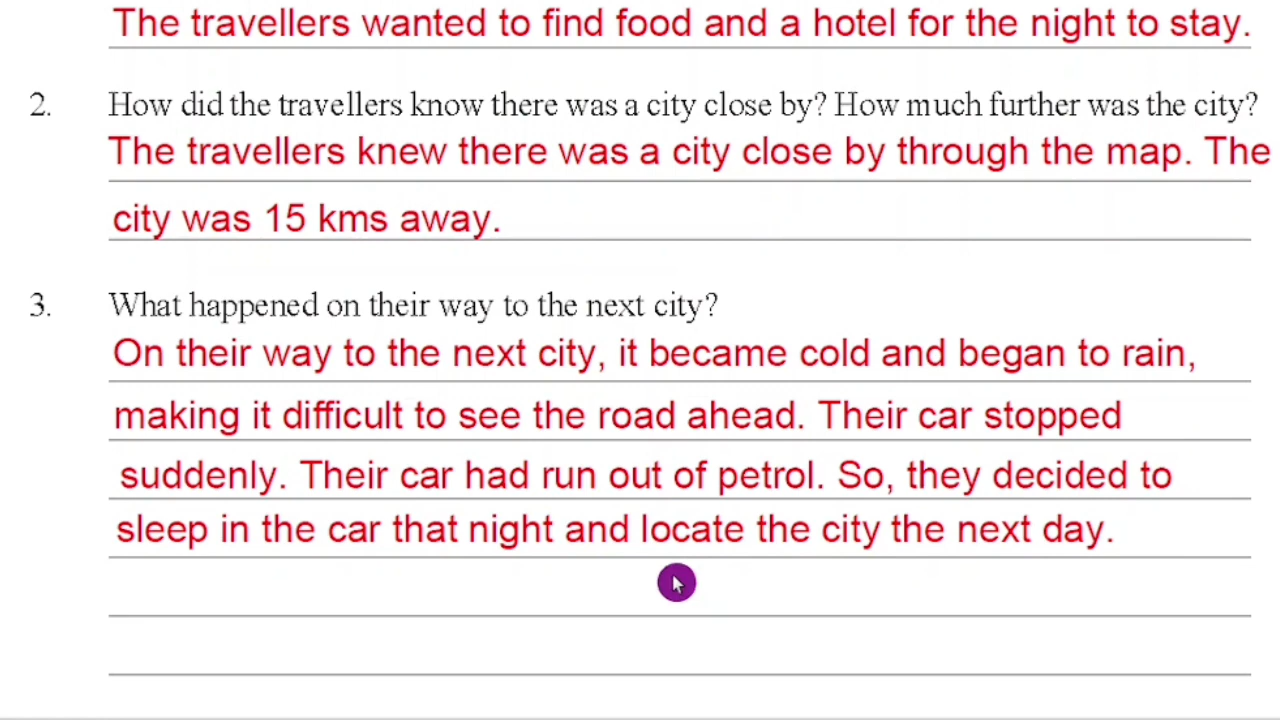 The travellers wanted to find food and a hotel for the night to stay.
2. How did the travellers know there was a city close by? How much further was the city?
The travellers knew there was a city close by through the map. The
city was 15 kms away.
3. What happened on their way to the next city?
On their way to the next city, it became cold and began to rain,
making it difficult to see the road ahead. Their car stopped
suddenly. Their car had run out of petrol. So, they decided to
sleep in the car that night and locate the city the next day.